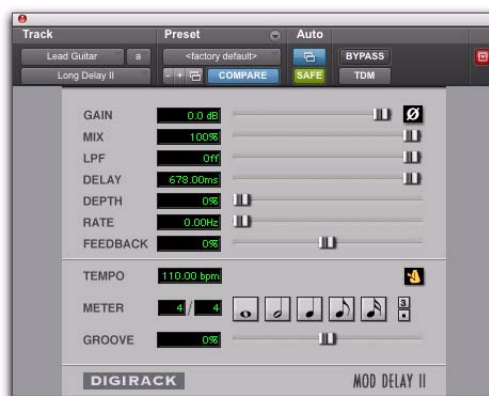 Track Preset Auto
Lead Guitar a <factory default> BYPASS
Long Delay II - + COMPARE SAFE TDM
GAIN 0.0 dB Ø
MIX 100%
LPF Off
DELAY 678.00ms
DEPTH 0%
RATE 0.00Hz
FEEDBACK 0%
TEMPO 110.00 bpm
METER 4 / 4 3
GROOVE 0%
DIGIRACK MOD DELAY II